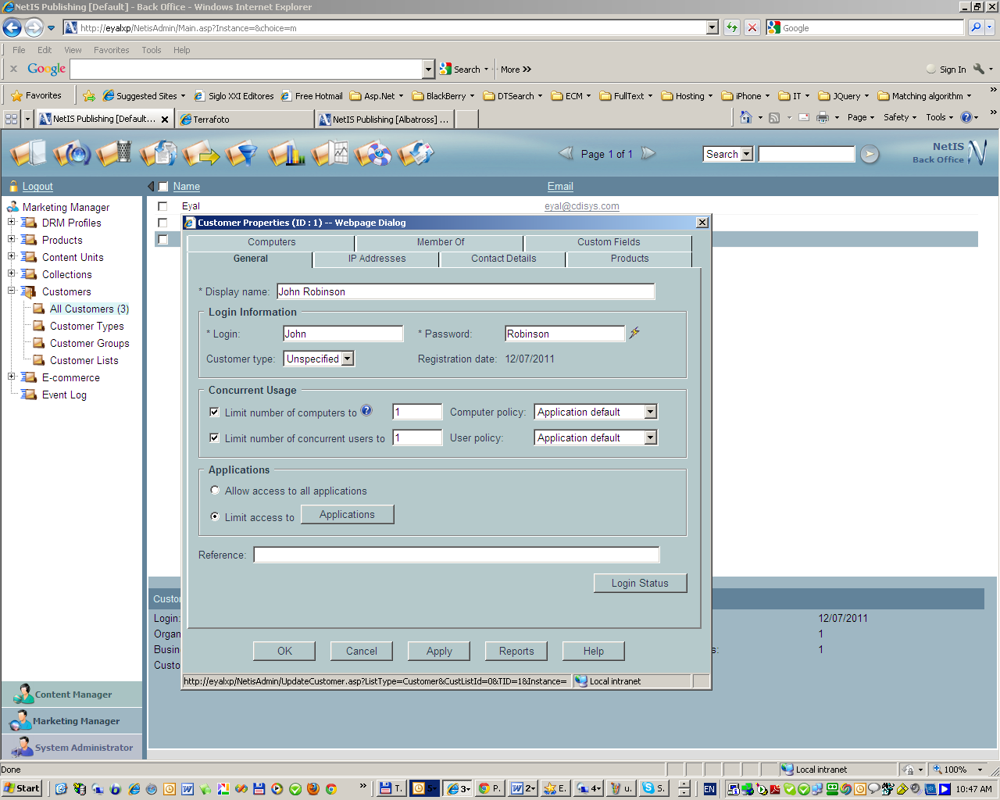 NetIS Publishing [Default] - Back Office - Windows Internet Explorer
http://eyalxp/NetisAdmin/Main.asp?Instance=&choice=m
Google
File Edit View Favorites Tools Help
x Google Search More »
Sign In
Favorites Suggested Sites Siglo XXI Editores Free Hotmail Asp.Net BlackBerry DTSearch ECM FullText Hosting iPhone IT JQuery Matching algorithm »
NetIS Publishing [Default... X Terrafoto NetIS Publishing [Albatross] ... Page Safety Tools »
Page 1 of 1
Search
NetIS
Back Office
Logout
Name Email
Marketing Manager
DRM Profiles
Products
Content Units
Collections
Customers
All Customers (3)
Customer Types
Customer Groups
Customer Lists
E-commerce
Event Log
Eyal eyal@cdisys.com
Customer Properties (ID : 1) -- Webpage Dialog
Computers Member Of Custom Fields
General IP Addresses Contact Details Products
* Display name: John Robinson
Login Information
* Login: John * Password: Robinson
Customer type: Unspecified Registration date: 12/07/2011
Concurrent Usage
Limit number of computers to ? 1 Computer policy: Application default
Limit number of concurrent users to 1 User policy: Application default
Applications
Allow access to all applications
Limit access to Applications
Reference:
Login Status
OK Cancel Apply Reports Help
http://eyalxp/NetisAdmin/UpdateCustomer.asp?ListType=Customer&CustListId=0&TID=1&Instance= Local intranet
Custo
Login: 12/07/2011
Organ 1
Busin s: 1
Custo
Content Manager
Marketing Manager
System Administrator
Done Local intranet 100%
Start » T. 5 3 P. 2 E. 4 u. S. EN 10:47 AM